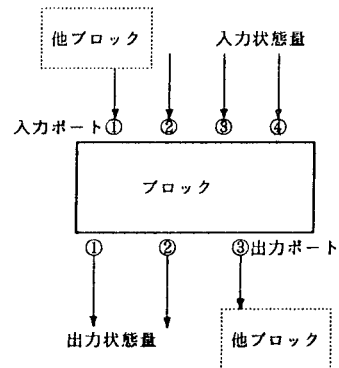 他ブロック
入力状態量
入力ポート① ② ③ ④
ブロック
① ② ③出力ポート
出力状態量
他ブロック